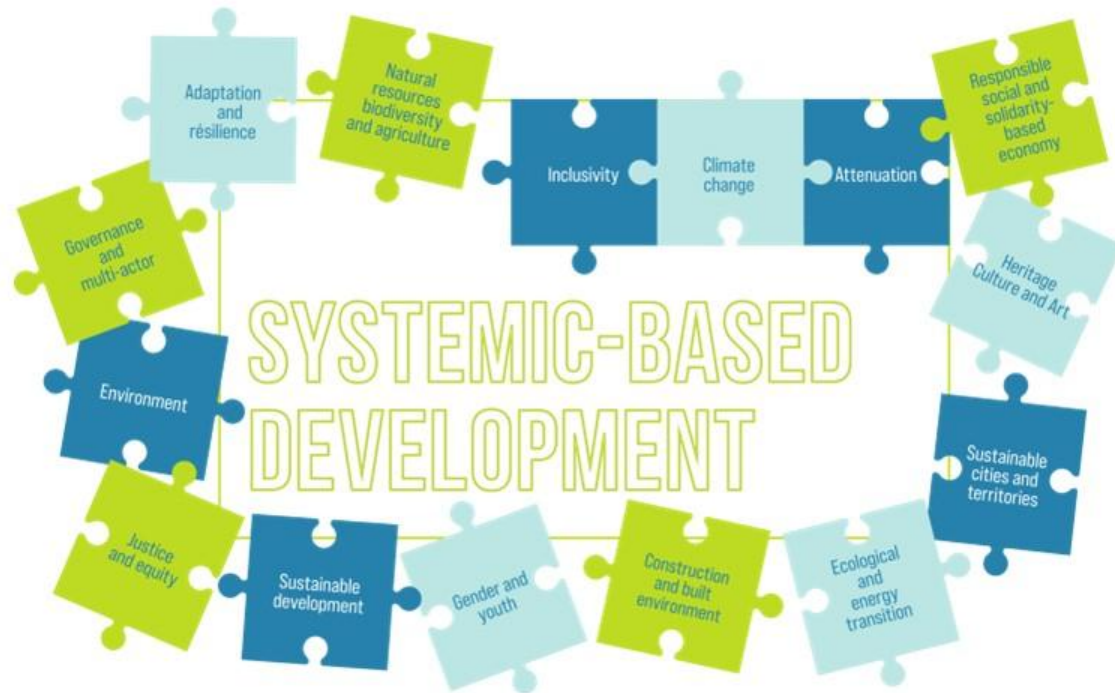 Adaptation
and
résilience
Natural
resources
biodiversity
and agriculture
Inclusivity
Climate
change
Attenuation
Responsible
social and
solidarity-
based
economy
Governance
and
multi-actor
Heritage
Culture and Art
SYSTEMIC-BASED
DEVELOPMENT
Environment
Sustainable
cities and
territories
Justice
and equity
Sustainable
development
Gender and
youth
Construction
and built
environment
Ecological
and
energy
transition